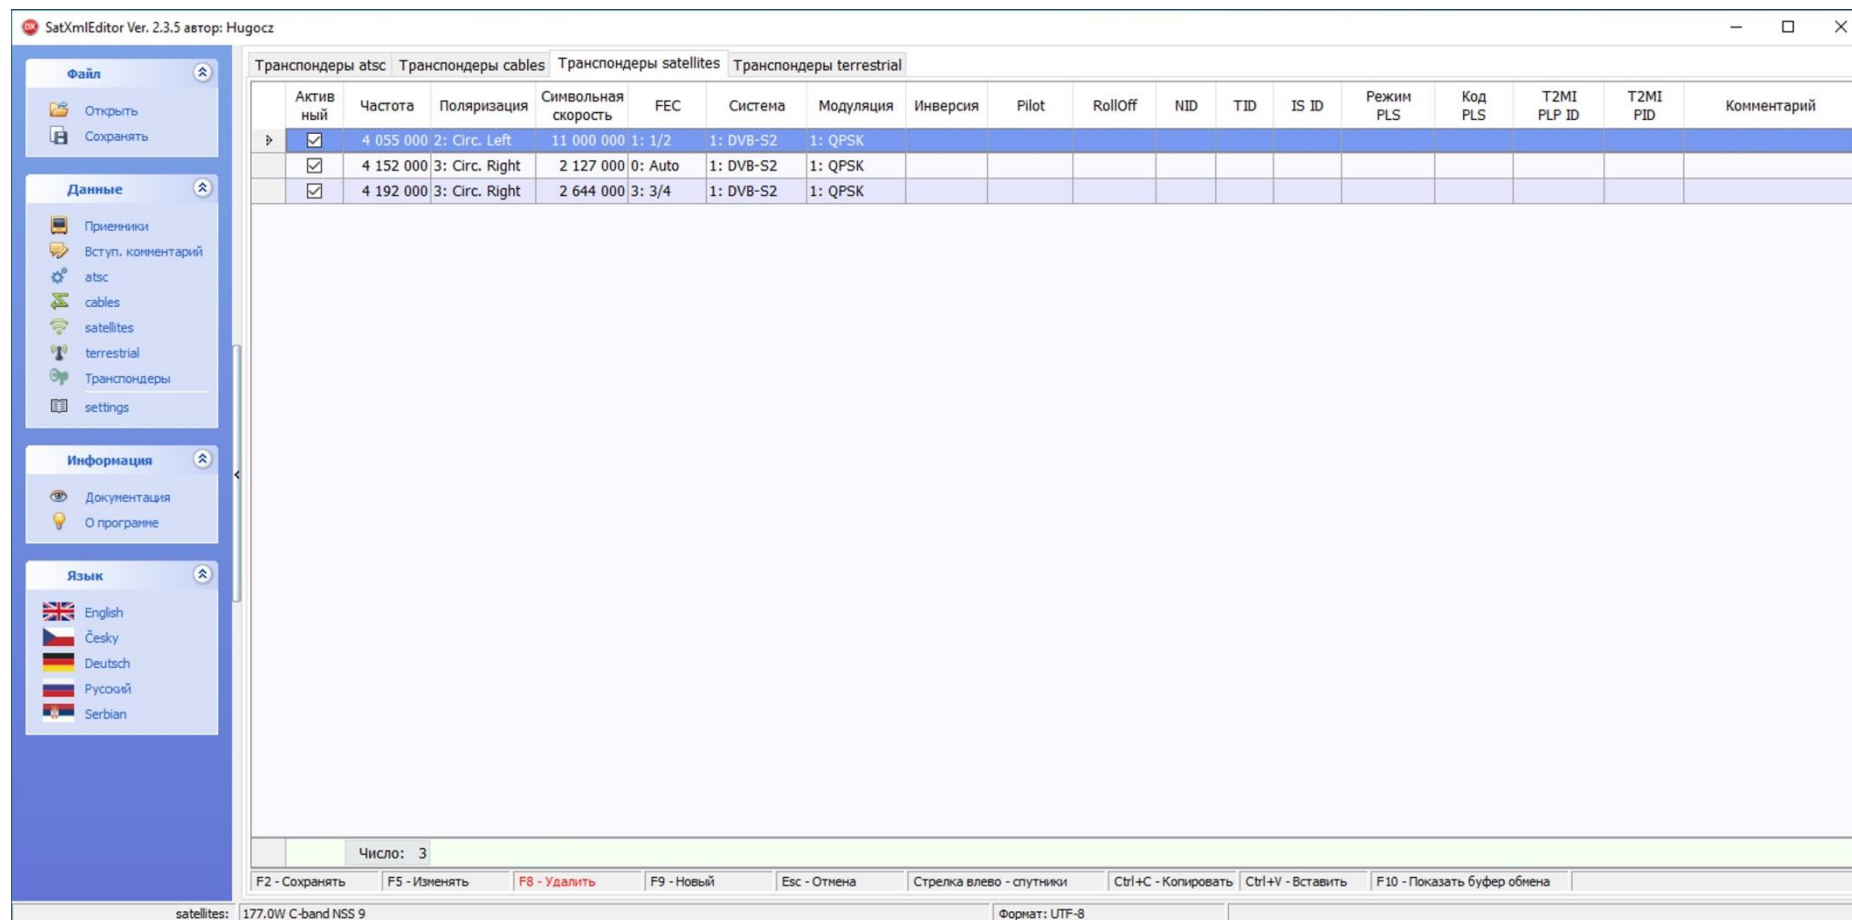 SatXmlEditor Ver. 2.3.5 автор: Hugocz
Файл
Открыть
Сохранять
Данные
Приемники
Вступ. комментарий
atsc
cables
satellites
terrestrial
Транспондеры
settings
Информация
Документация
О программе
Язык
English
Česky
Deutsch
Русский
Serbian
Транспондеры atsc Транспондеры cables Транспондеры satellites Транспондеры terrestrial
Актив
ный Частота Поляризация Символьная
скорость FEC Система Модуляция Инверсия Pilot RollOff NID TID IS ID Режим
PLS Код
PLS T2MI
PLP ID T2MI
PID Комментарий
4 055 000 2: Circ. Left 11 000 000 1: 1/2 1: DVB-S2 1: QPSK
4 152 000 3: Circ. Right 2 127 000 0: Auto 1: DVB-S2 1: QPSK
4 192 000 3: Circ. Right 2 644 000 3: 3/4 1: DVB-S2 1: QPSK
Число: 3
F2 - Сохранять F5 - Изменять F8 - Удалить F9 - Новый Esc - Отмена Стрелка влево - спутники Ctrl+C - Копировать Ctrl+V - Вставить F10 - Показать буфер обмена
satellites: 177.0W C-band NSS 9 Формат: UTF-8